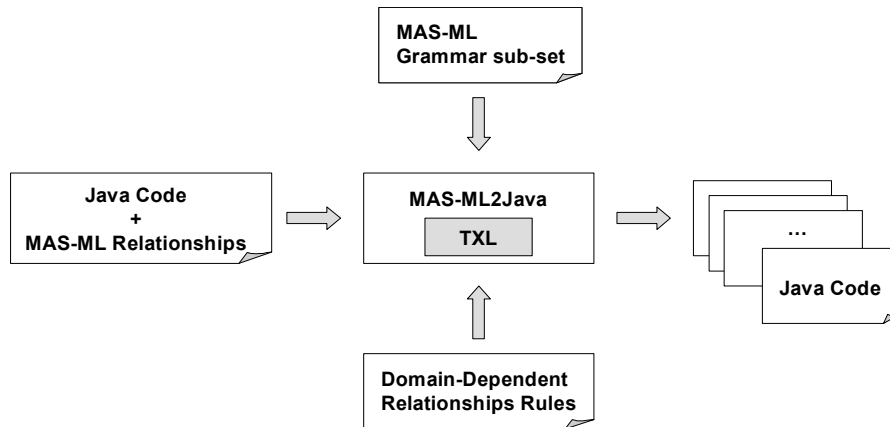 MAS-ML
Grammar sub-set
Java Code
+
MAS-ML Relationships
MAS-ML2Java
TXL
...
Java Code
Domain-Dependent
Relationships Rules